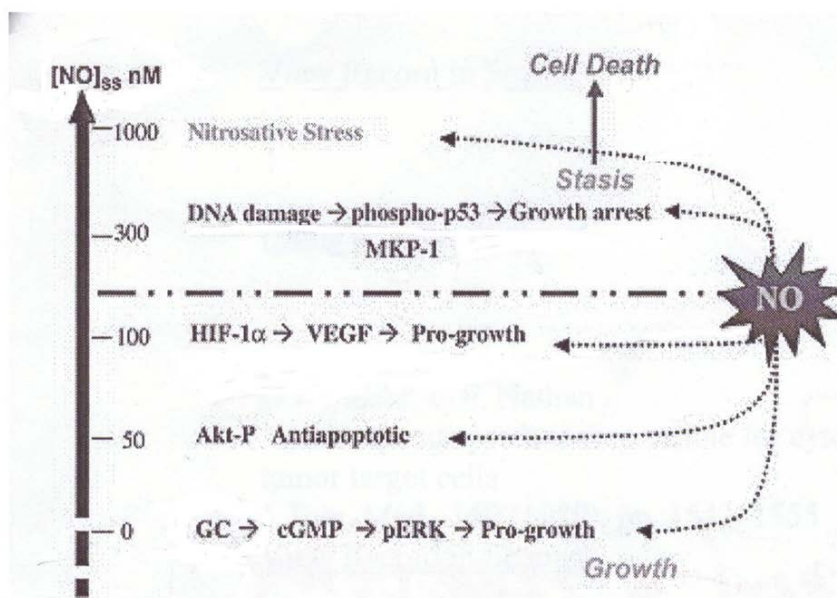 [NO]ss nM
Cell Death
1000 Nitrosative Stress
Stasis
DNA damage → phospho-p53 → Growth arrest
300
MKP-1
NO
100 HIF-1α → VEGF → Pro-growth
50 Akt-P Antiapoptotic
0 GC → cGMP → pERK → Pro-growth
Growth